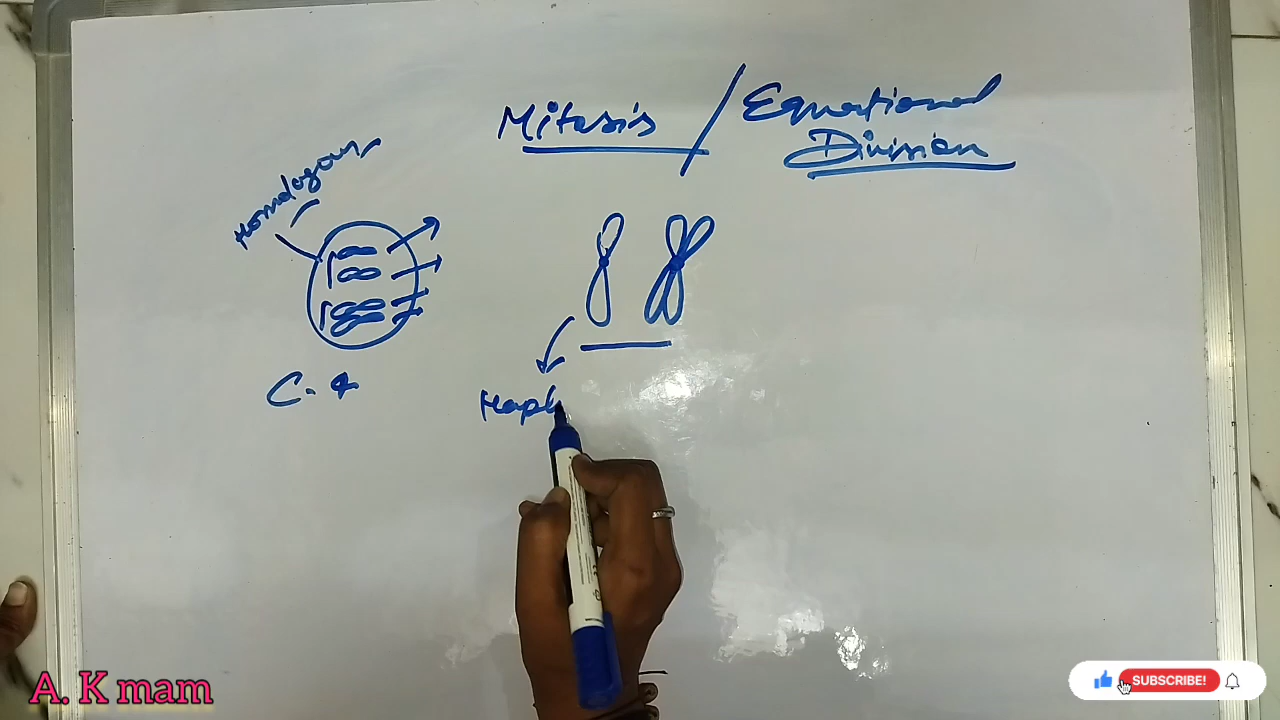 Mitosis / Equational
Division
Homologous
C. 4
Hapl
A. K mam
SUBSCRIBE!